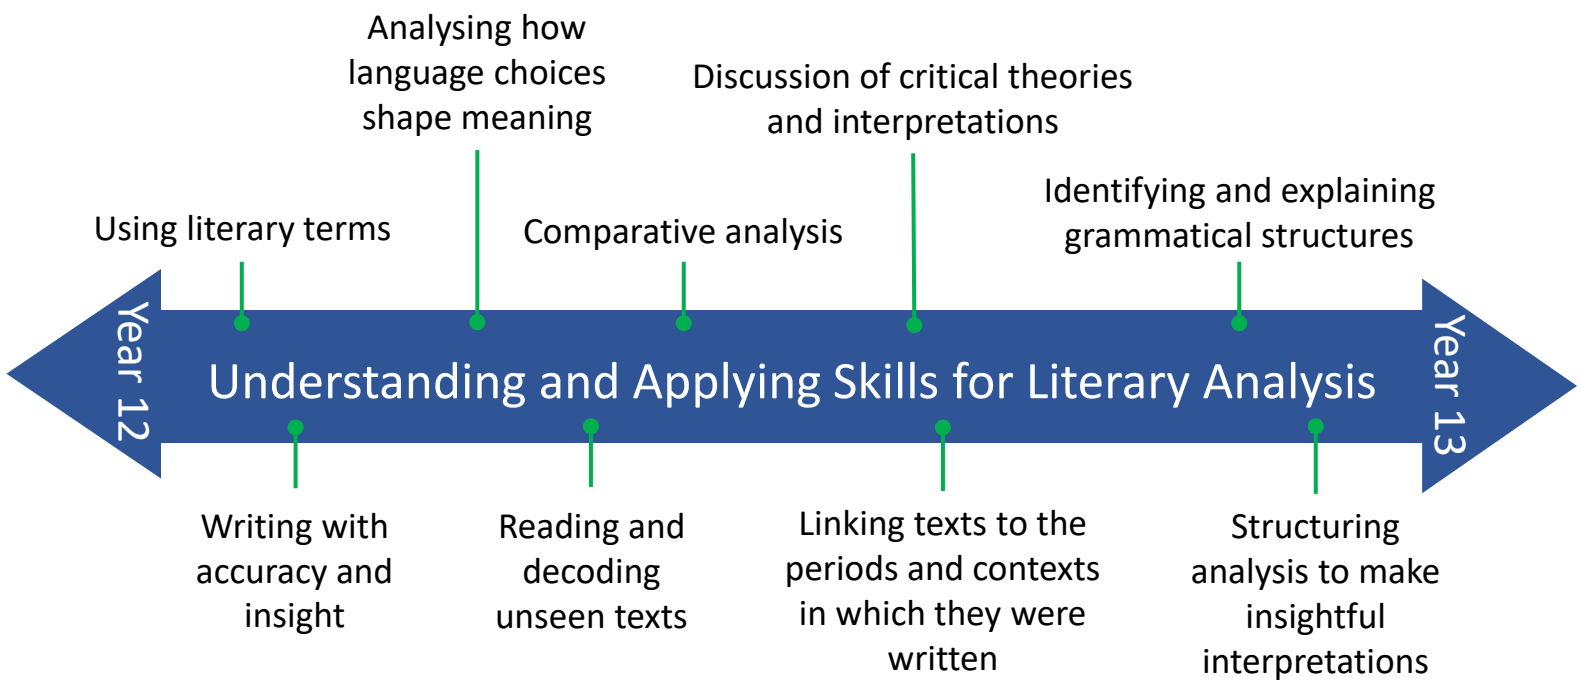 Analysing how
language choices
shape meaning
Discussion of critical theories
and interpretations
Identifying and explaining
grammatical structures
Using literary terms
Comparative analysis
Year 12
Understanding and Applying Skills for Literary Analysis
Year 13
Writing with
accuracy and
insight
Reading and
decoding
unseen texts
Linking texts to the
periods and contexts
in which they were
written
Structuring
analysis to make
insightful
interpretations